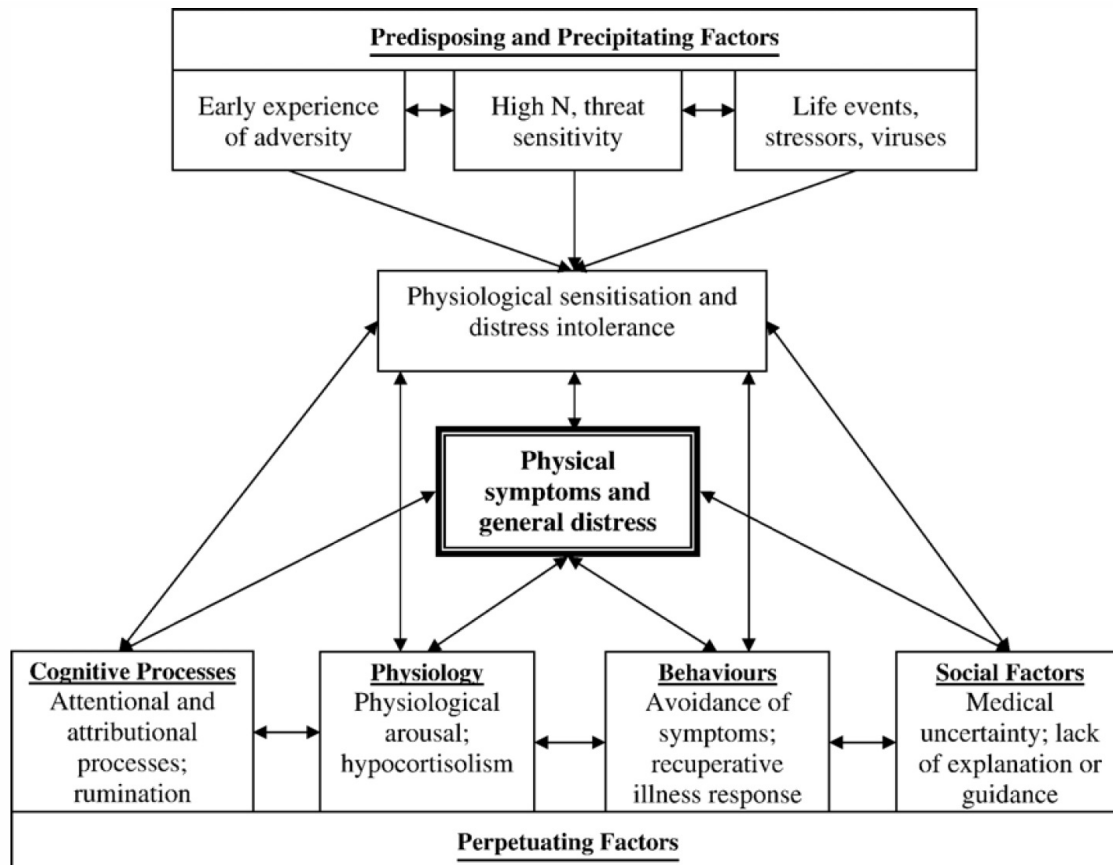 Predisposing and Precipitating Factors
Early experience
of adversity
High N, threat
sensitivity
Life events,
stressors, viruses
Physiological sensitisation and
distress intolerance
Physical
symptoms and
general distress
Cognitive Processes
Attentional and
attributional
processes;
rumination
Physiology
Physiological
arousal;
hypocortisolism
Behaviours
Avoidance of
symptoms;
recuperative
illness response
Social Factors
Medical
uncertainty; lack
of explanation or
guidance
Perpetuating Factors